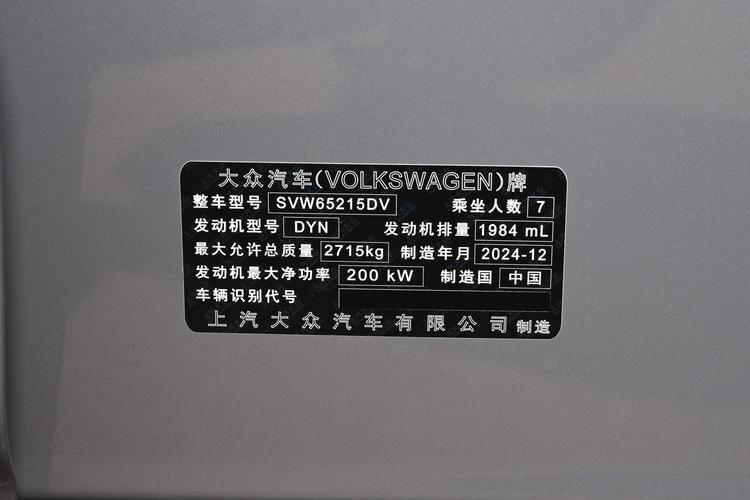 大众汽车(VOLKSWAGEN)牌
整车型号 SVW65215DV 乘坐人数 7
发动机型号 DYN 发动机排量 1984 mL
最大允许总质量 2715kg 制造年月 2024-12
发动机最大净功率 200 kW 制造国 中国
车辆识别代号
上汽大众汽车有限公司 制造